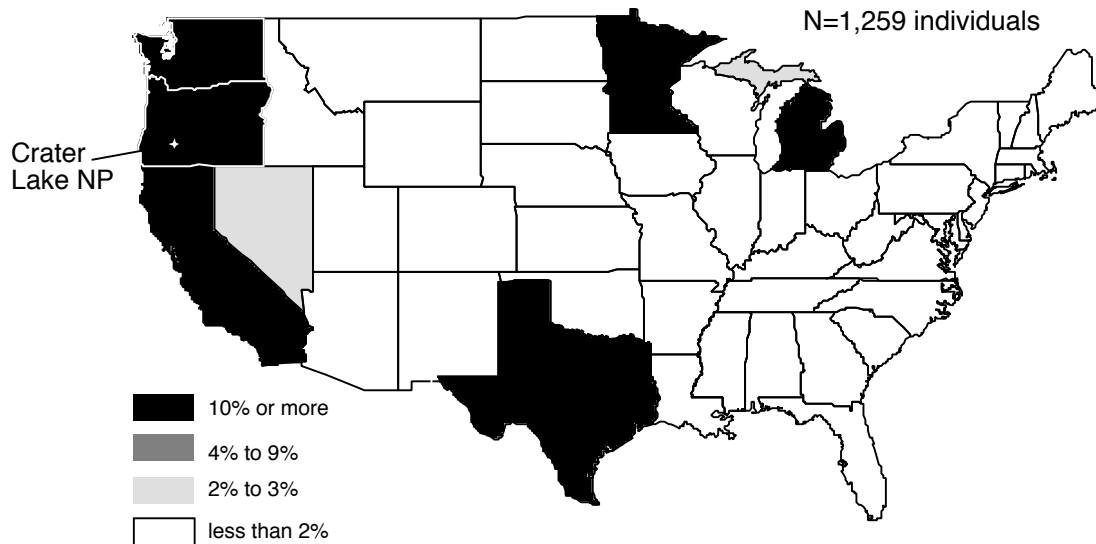 N=1,259 individuals
Crater
Lake NP
10% or more
4% to 9%
2% to 3%
less than 2%